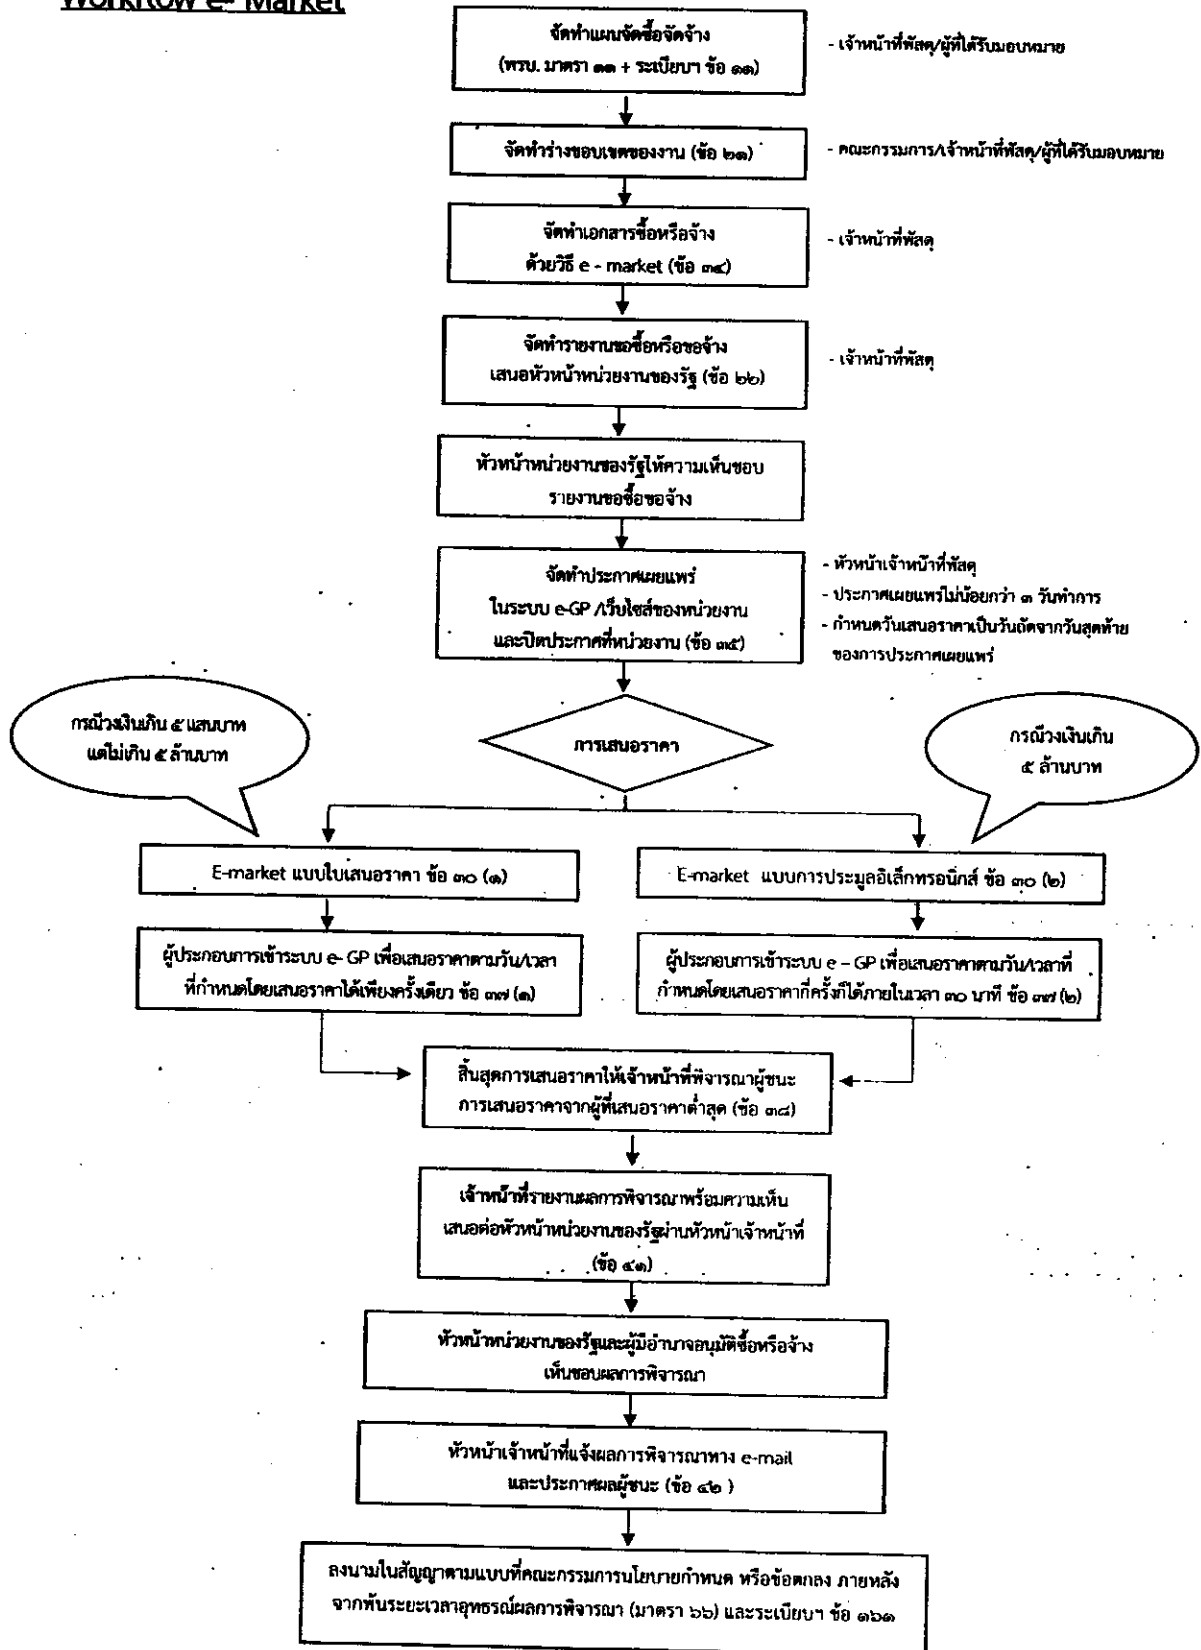 Workflow e- Market
จัดทำแผนจัดซื้อจัดจ้าง
(พรบ. มาตรา ๑๑ + ระเบียบฯ ข้อ ๑๑)
- เจ้าหน้าที่พัสดุ/ผู้ที่ได้รับมอบหมาย
จัดทำร่างขอบเขตของงาน (ข้อ ๒๑)
- คณะกรรมการ/เจ้าหน้าที่พัสดุ/ผู้ที่ได้รับมอบหมาย
จัดทำเอกสารซื้อหรือจ้าง
ด้วยวิธี e - market (ข้อ ๓๔)
- เจ้าหน้าที่พัสดุ
จัดทำรายงานขอซื้อหรือขอจ้าง
เสนอหัวหน้าหน่วยงานของรัฐ (ข้อ ๒๒)
- เจ้าหน้าที่พัสดุ
หัวหน้าหน่วยงานของรัฐให้ความเห็นชอบ
รายงานขอซื้อขอจ้าง
จัดทำประกาศเผยแพร่
ในระบบ e-GP /เว็บไซส์ของหน่วยงาน
และปิดประกาศที่หน่วยงาน (ข้อ ๓๕)
- หัวหน้าเจ้าหน้าที่พัสดุ
- ประกาศเผยแพร่ไม่น้อยกว่า ๓ วันทำการ
- กำหนดวันเสนอราคาเป็นวันถัดจากวันสุดท้าย
ของการประกาศเผยแพร่
กรณีวงเงินเกิน ๕ แสนบาท
แต่ไม่เกิน ๕ ล้านบาท
การเสนอราคา
กรณีวงเงินเกิน
๕ ล้านบาท
E-market แบบใบเสนอราคา ข้อ ๓๐ (๑)
E-market แบบการประมูลอิเล็กทรอนิกส์ ข้อ ๓๐ (๒)
ผู้ประกอบการเข้าระบบ e- GP เพื่อเสนอราคาตามวัน/เวลา
ที่กำหนดโดยเสนอราคาได้เพียงครั้งเดียว ข้อ ๓๗ (๑)
ผู้ประกอบการเข้าระบบ e – GP เพื่อเสนอราคาตามวัน/เวลาที่
กำหนดโดยเสนอราคากี่ครั้งก็ได้ภายในเวลา ๓๐ นาที ข้อ ๓๗ (๒)
สิ้นสุดการเสนอราคาให้เจ้าหน้าที่พิจารณาผู้ชนะ
การเสนอราคาจากผู้ที่เสนอราคาต่ำสุด (ข้อ ๓๘)
เจ้าหน้าที่รายงานผลการพิจารณาพร้อมความเห็น
เสนอต่อหัวหน้าหน่วยงานของรัฐผ่านหัวหน้าเจ้าหน้าที่
(ข้อ ๔๑)
หัวหน้าหน่วยงานของรัฐและผู้มีอำนาจอนุมัติซื้อหรือจ้าง
เห็นชอบผลการพิจารณา
หัวหน้าเจ้าหน้าที่แจ้งผลการพิจารณาทาง e-mail
และประกาศผลผู้ชนะ (ข้อ ๔๒ )
ลงนามในสัญญาตามแบบที่คณะกรรมการนโยบายกำหนด หรือข้อตกลง ภายหลัง
จากพ้นระยะเวลาอุทธรณ์ผลการพิจารณา (มาตรา ๖๖) และระเบียบฯ ข้อ ๑๖๑